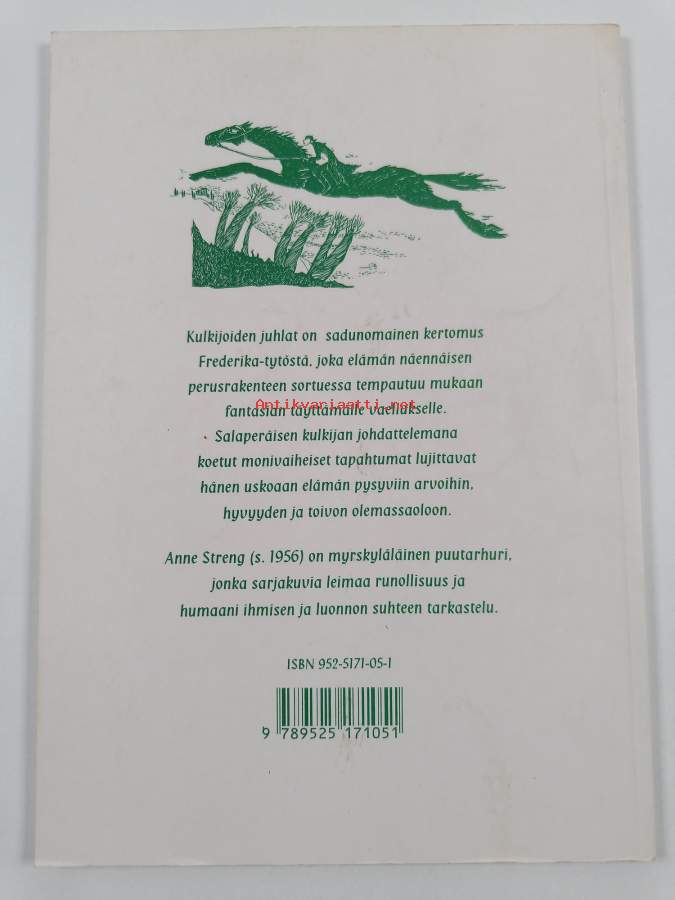 Kulkijoiden juhlat on sadunomainen kertomus
Frederika-tytöstä, joka elämän näennäisen
perusrakenteen sortuessa tempautuu mukaan
Antikvariaatti.net
fantasian täyttämälle vaellukselle.
Salaperäisen kulkijan johdattelemana
koetut monivaiheiset tapahtumat lujittavat
hänen uskoaan elämän pysyviin arvoihin,
hyvyyden ja toivon olemassaoloon.
Anne Streng (s. 1956) on myrskyläläinen puutarhuri,
jonka sarjakuvia leimaa runollisuus ja
humaani ihmisen ja luonnon suhteen tarkastelu.
ISBN 952-5171-05-1
9 789525 171051